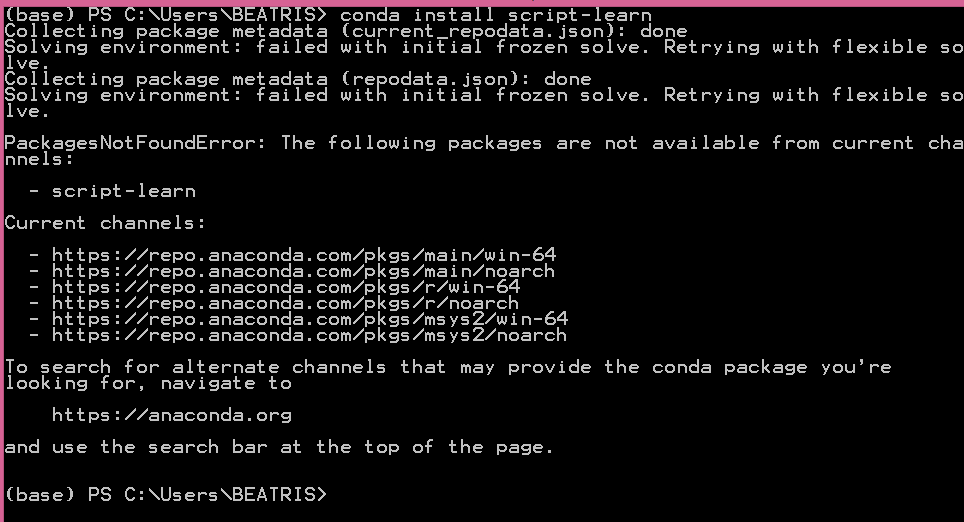 (base) PS C:\Users\BEATRIS> conda install script-learn
Collecting package metadata (current_repodata.json): done
Solving environment: failed with initial frozen solve. Retrying with flexible so
lve.
Collecting package metadata (repodata.json): done
Solving environment: failed with initial frozen solve. Retrying with flexible so
lve.
PackagesNotFoundError: The following packages are not available from current cha
nnels:
- script-learn
Current channels:
- https://repo.anaconda.com/pkgs/main/win-64
- https://repo.anaconda.com/pkgs/main/noarch
- https://repo.anaconda.com/pkgs/r/win-64
- https://repo.anaconda.com/pkgs/r/noarch
- https://repo.anaconda.com/pkgs/msys2/win-64
- https://repo.anaconda.com/pkgs/msys2/noarch
To search for alternate channels that may provide the conda package you're
looking for, navigate to
https://anaconda.org
and use the search bar at the top of the page.
(base) PS C:\Users\BEATRIS>